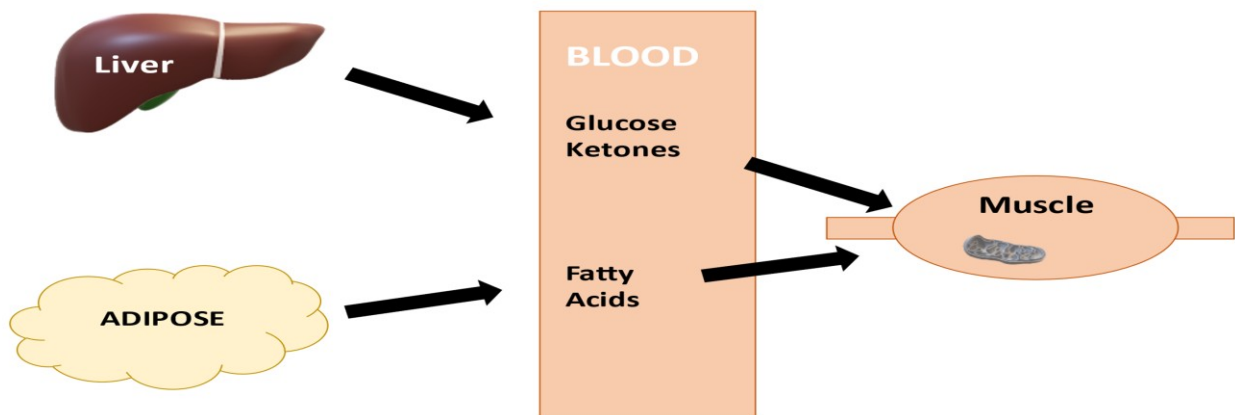 Liver
BLOOD
Glucose
Ketones
Muscle
Fatty
Acids
ADIPOSE